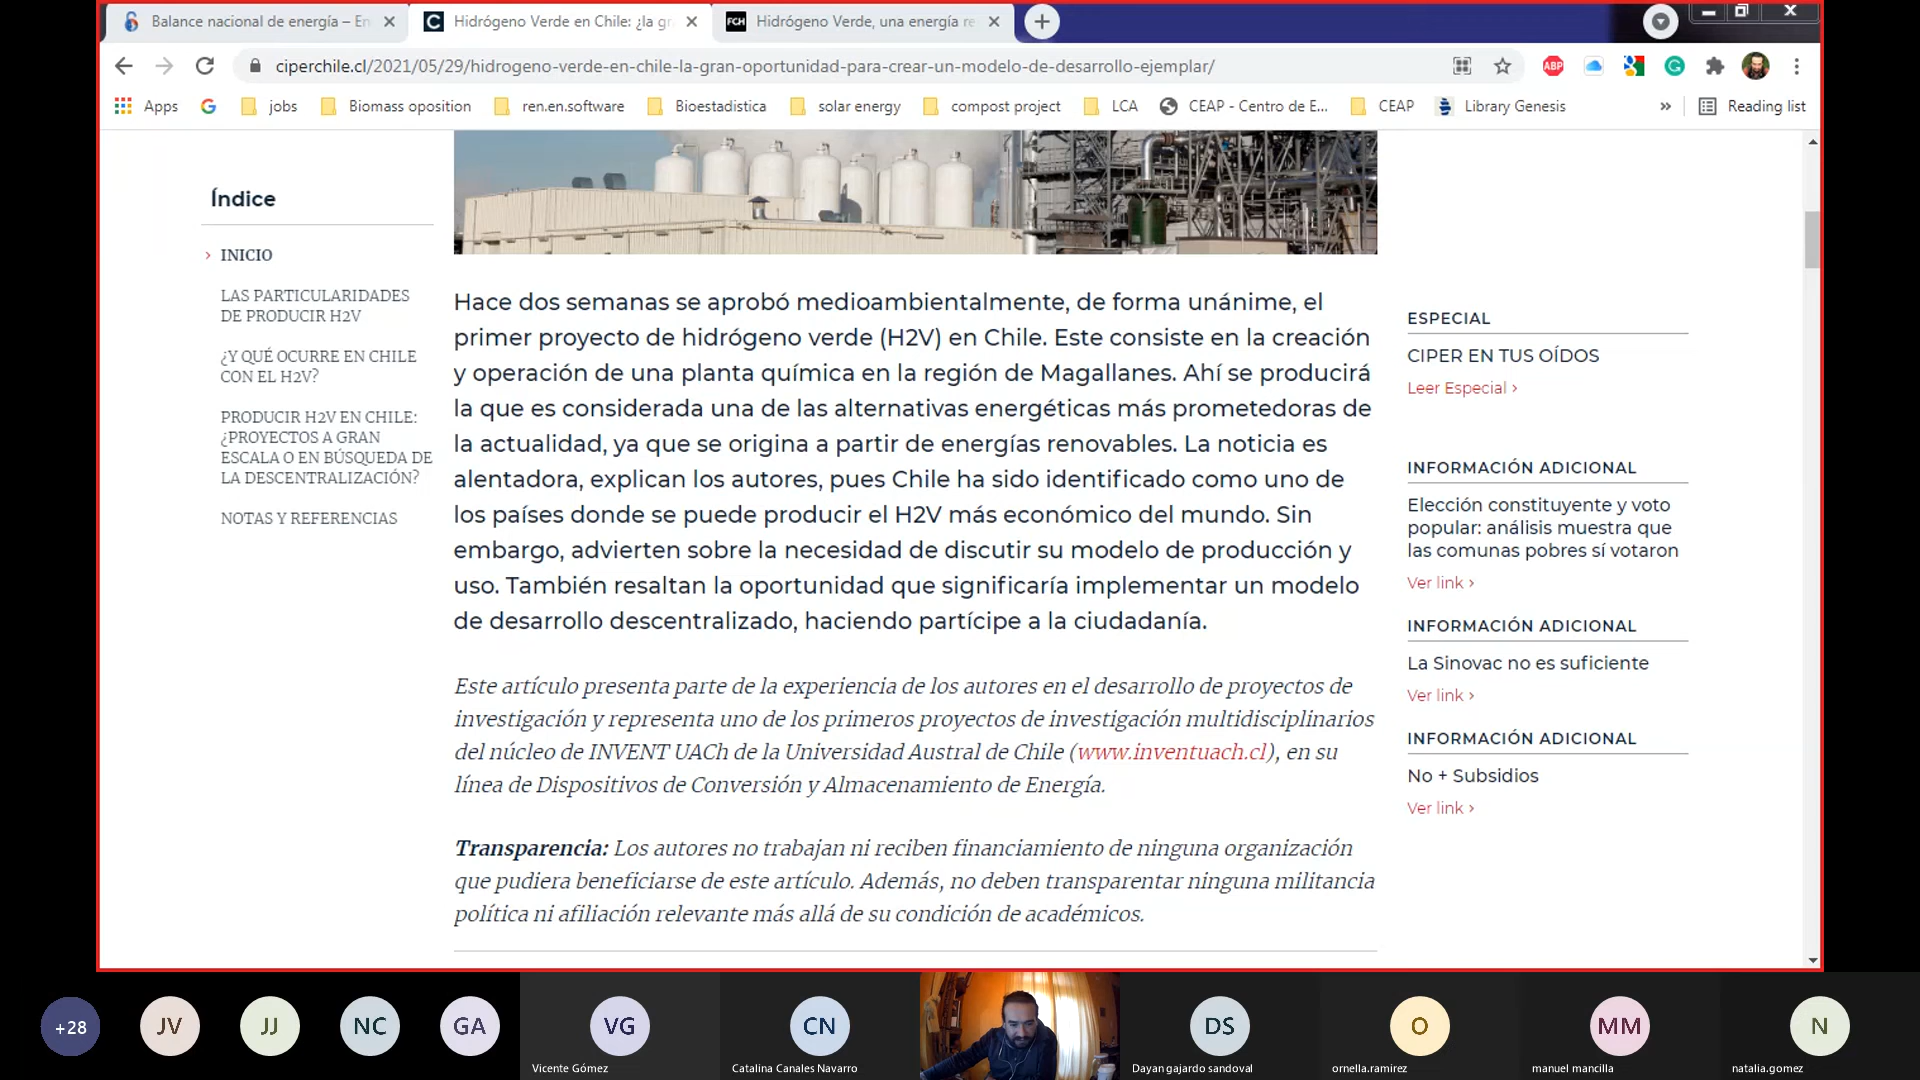 Balance nacional de energía – En
Hidrógeno Verde en Chile: ¿la gr
FCH
Hidrógeno Verde, una energía re
ciperchile.cl/2021/05/29/hidrogeno-verde-en-chile-la-gran-oportunidad-para-crear-un-modelo-de-desarrollo-ejemplar/
ABP
Apps
jobs
Biomass oposition
ren.en.software
Bioestadistica
solar energy
compost project
LCA
CEAP - Centro de E...
CEAP
Library Genesis
»
Reading list
Índice
INICIO
LAS PARTICULARIDADES
DE PRODUCIR H2V
¿Y QUÉ OCURRE EN CHILE
CON EL H2V?
PRODUCIR H2V EN CHILE:
¿PROYECTOS A GRAN
ESCALA O EN BÚSQUEDA DE
LA DESCENTRALIZACIÓN?
NOTAS Y REFERENCIAS
Hace dos semanas se aprobó medioambientalmente, de forma unánime, el
primer proyecto de hidrógeno verde (H2V) en Chile. Este consiste en la creación
y operación de una planta química en la región de Magallanes. Ahí se producirá
la que es considerada una de las alternativas energéticas más prometedoras de
la actualidad, ya que se origina a partir de energías renovables. La noticia es
alentadora, explican los autores, pues Chile ha sido identificado como uno de
los países donde se puede producir el H2V más económico del mundo. Sin
embargo, advierten sobre la necesidad de discutir su modelo de producción y
uso. También resaltan la oportunidad que significaría implementar un modelo
de desarrollo descentralizado, haciendo partícipe a la ciudadanía.
Este artículo presenta parte de la experiencia de los autores en el desarrollo de proyectos de
investigación y representa uno de los primeros proyectos de investigación multidisciplinarios
del núcleo de INVENT UACh de la Universidad Austral de Chile (www.inventuach.cl), en su
línea de Dispositivos de Conversión y Almacenamiento de Energía.
Transparencia: Los autores no trabajan ni reciben financiamiento de ninguna organización
que pudiera beneficiarse de este artículo. Además, no deben transparentar ninguna militancia
política ni afiliación relevante más allá de su condición de académicos.
ESPECIAL
CIPER EN TUS OÍDOS
Leer Especial ›
INFORMACIÓN ADICIONAL
Elección constituyente y voto
popular: análisis muestra que
las comunas pobres sí votaron
Ver link ›
INFORMACIÓN ADICIONAL
La Sinovac no es suficiente
Ver link ›
INFORMACIÓN ADICIONAL
No + Subsidios
Ver link ›
+28
JV
JJ
NC
GA
VG
Vicente Gómez
CN
Catalina Canales Navarro
DS
Dayan gajardo sandoval
O
ornella.ramirez
MM
manuel mancilla
N
natalia.gomez